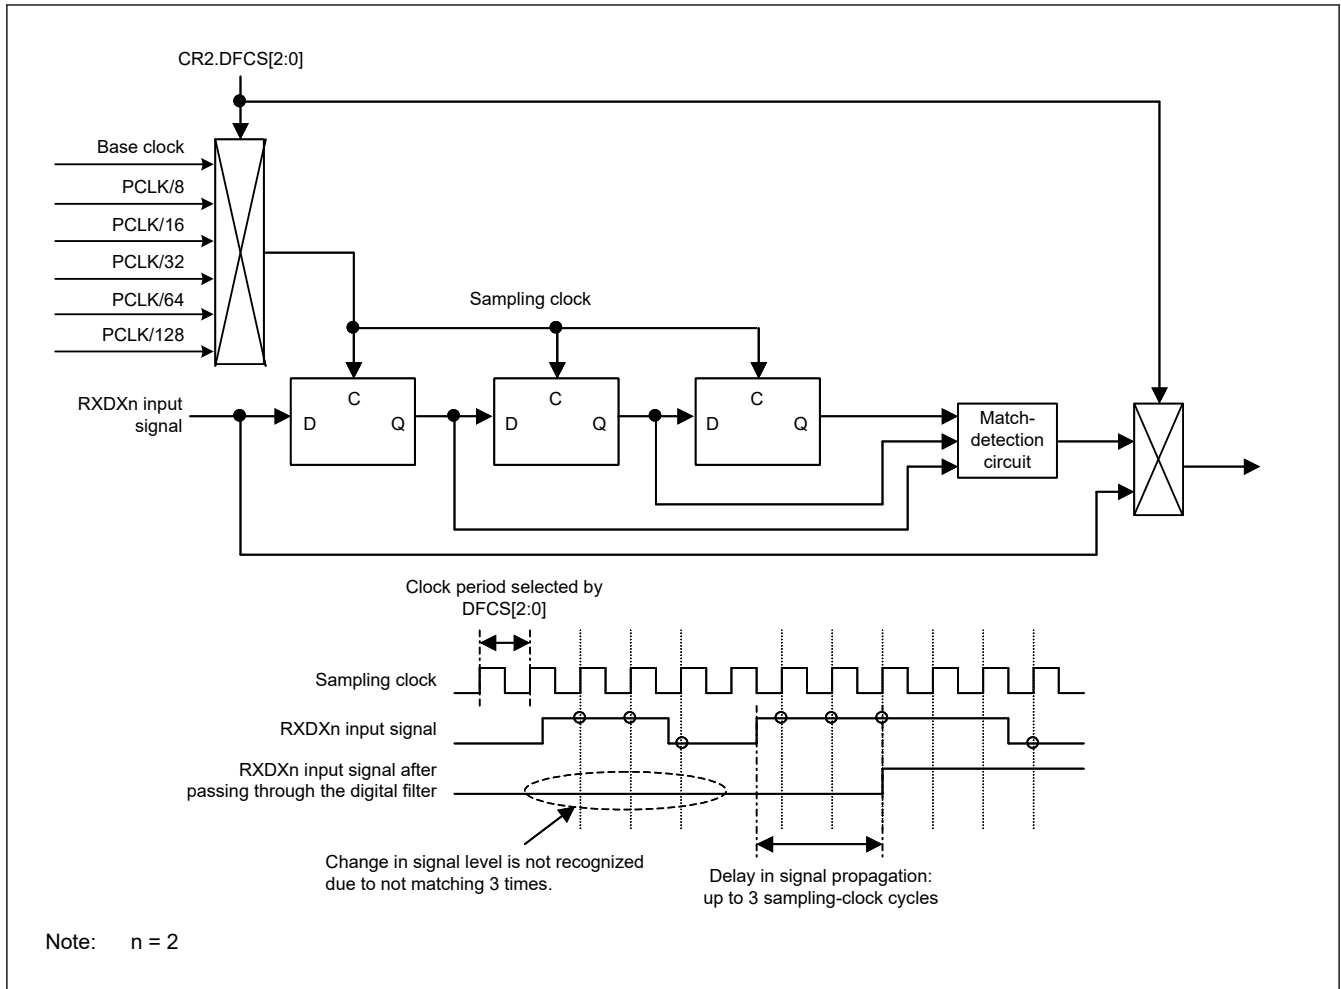 CR2.DFCS[2:0]
Base clock
PCLK/8
PCLK/16
PCLK/32
PCLK/64
PCLK/128
Sampling clock
RXDXn input
signal
C
D
Q
C
D
Q
C
D
Q
Match-
detection
circuit
Clock period selected by
DFCS[2:0]
Sampling clock
RXDXn input signal
RXDXn input signal after
passing through the digital filter
Change in signal level is not recognized
due to not matching 3 times.
Delay in signal propagation:
up to 3 sampling-clock cycles
Note: n = 2